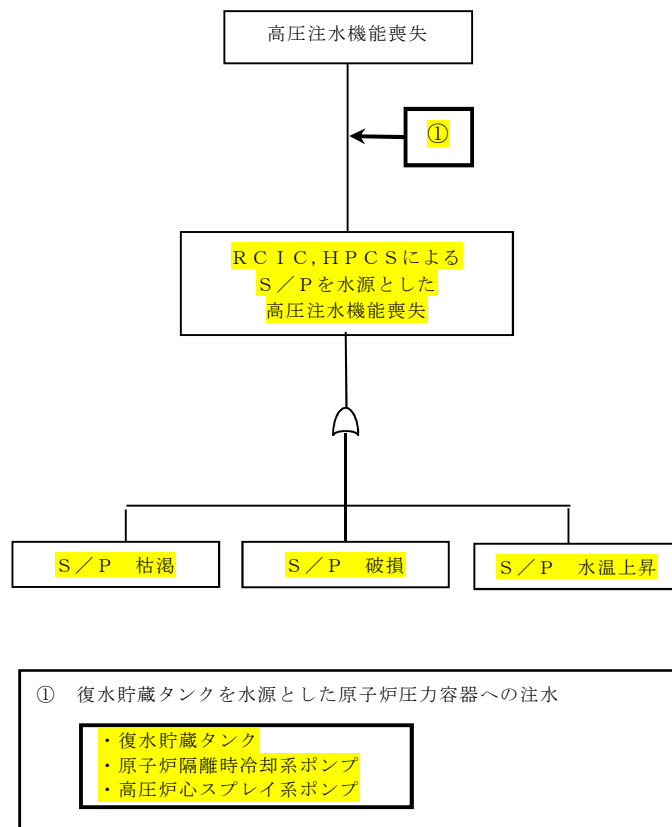 高圧注水機能喪失
①
ＲＣＩＣ,ＨＰＣＳによる
Ｓ／Ｐを水源とした
高圧注水機能喪失
Ｓ／Ｐ　枯渇
Ｓ／Ｐ　破損
Ｓ／Ｐ　水温上昇
①　復水貯蔵タンクを水源とした原子炉圧力容器への注水
・復水貯蔵タンク
・原子炉隔離時冷却系ポンプ
・高圧炉心スプレイ系ポンプ